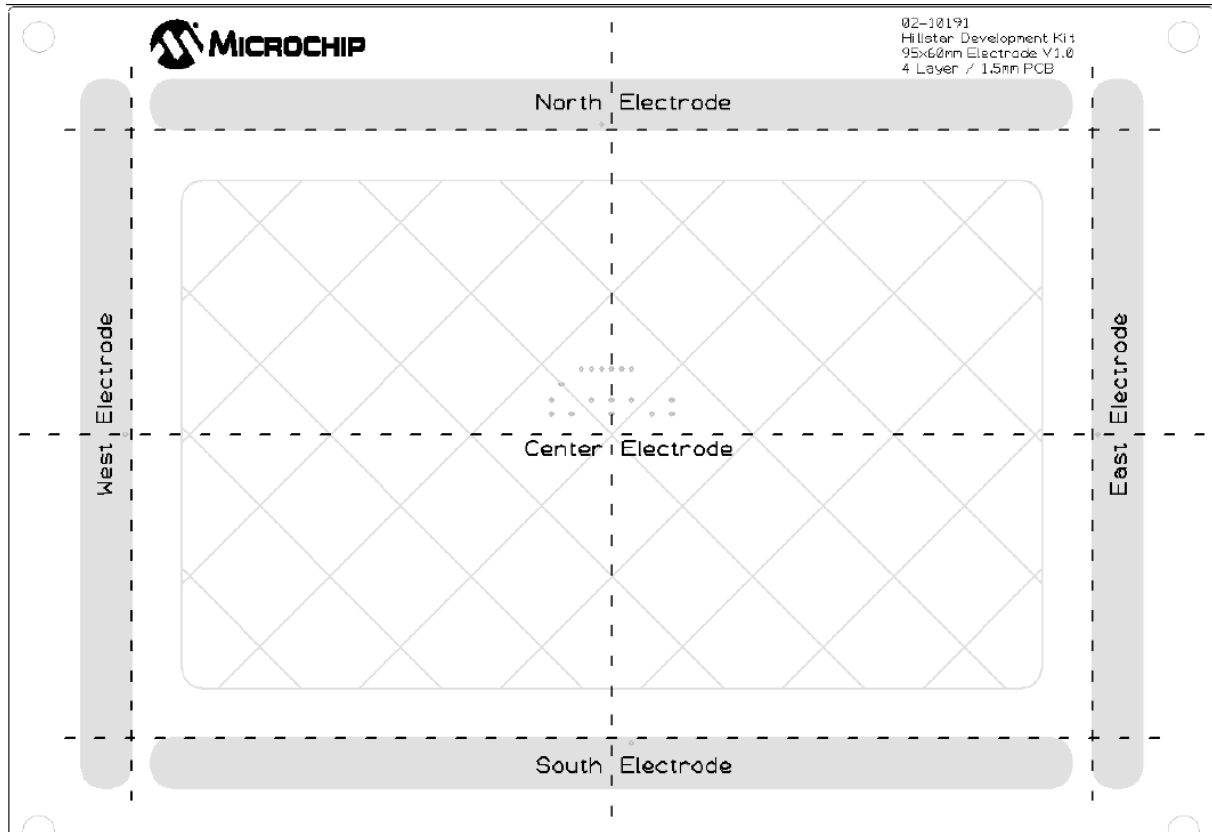 MICROCHIP
02-10191
Hillstar Development Kit
95x60mm Electrode V1.0
4 Layer / 1.5mm PCB
North Electrode
West Electrode
Center Electrode
East Electrode
South Electrode